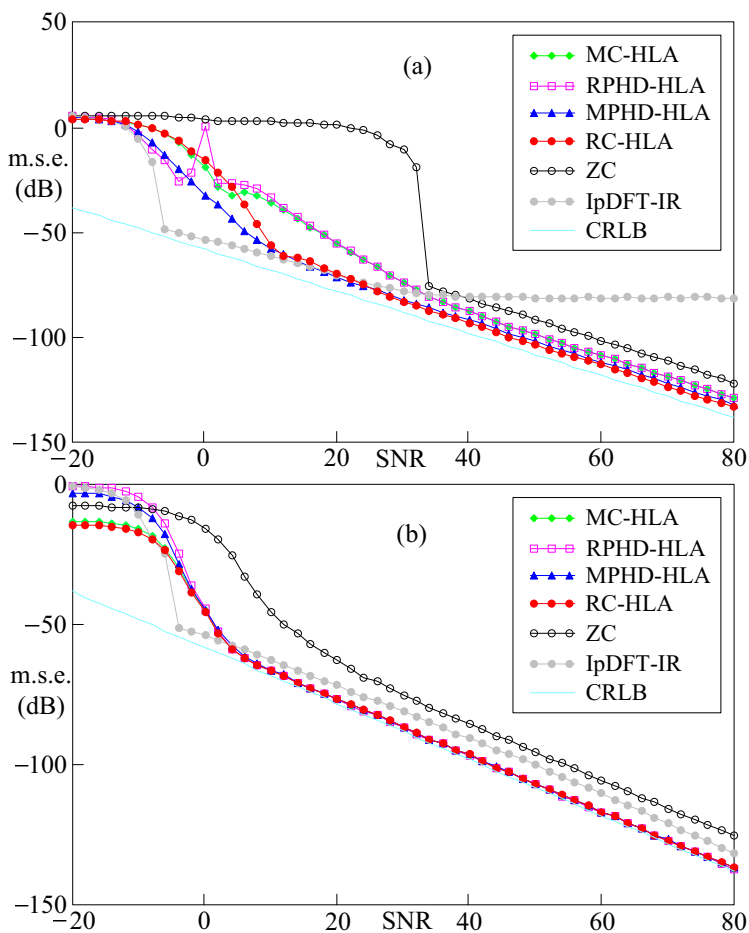 50
(a)
MC-HLA
RPHD-HLA
MPHD-HLA
RC-HLA
ZC
IpDFT-IR
CRLB
0
m.s.e.
(dB)
−50
−100
−150
−20
0
SNR
20
40
60
80
0
(b)
MC-HLA
RPHD-HLA
MPHD-HLA
RC-HLA
ZC
IpDFT-IR
CRLB
−50
m.s.e.
(dB)
−100
−150
−20
0
SNR
20
40
60
80